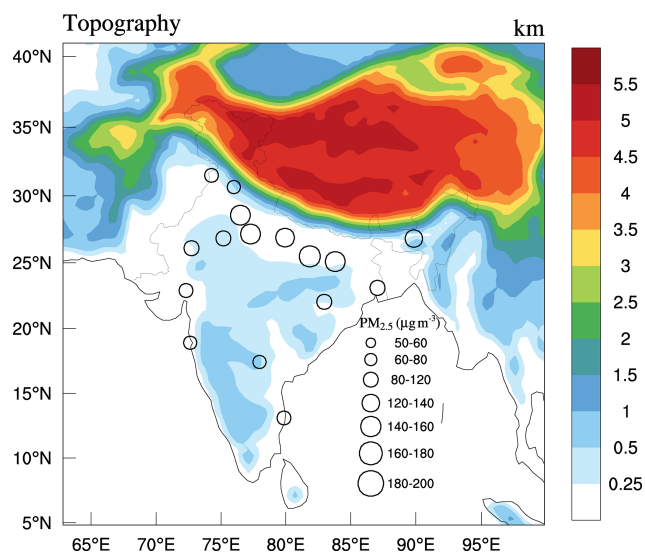 Topography
km
40°N
35°N
30°N
25°N
20°N
15°N
10°N
5°N
65°E 70°E 75°E 80°E 85°E 90°E 95°E
PM2.5 (μg m-3)
50-60
60-80
80-120
120-140
140-160
160-180
180-200
5.5
5
4.5
4
3.5
3
2.5
2
1.5
1
0.5
0.25